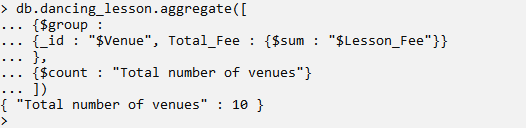 > db.dancing_lesson.aggregate([
... {$group :
... {_id : "$Venue", Total_Fee : {$sum : "$Lesson_Fee"}}
... },
... {$count : "Total number of venues"}
... ])
{ "Total number of venues" : 10 }
>